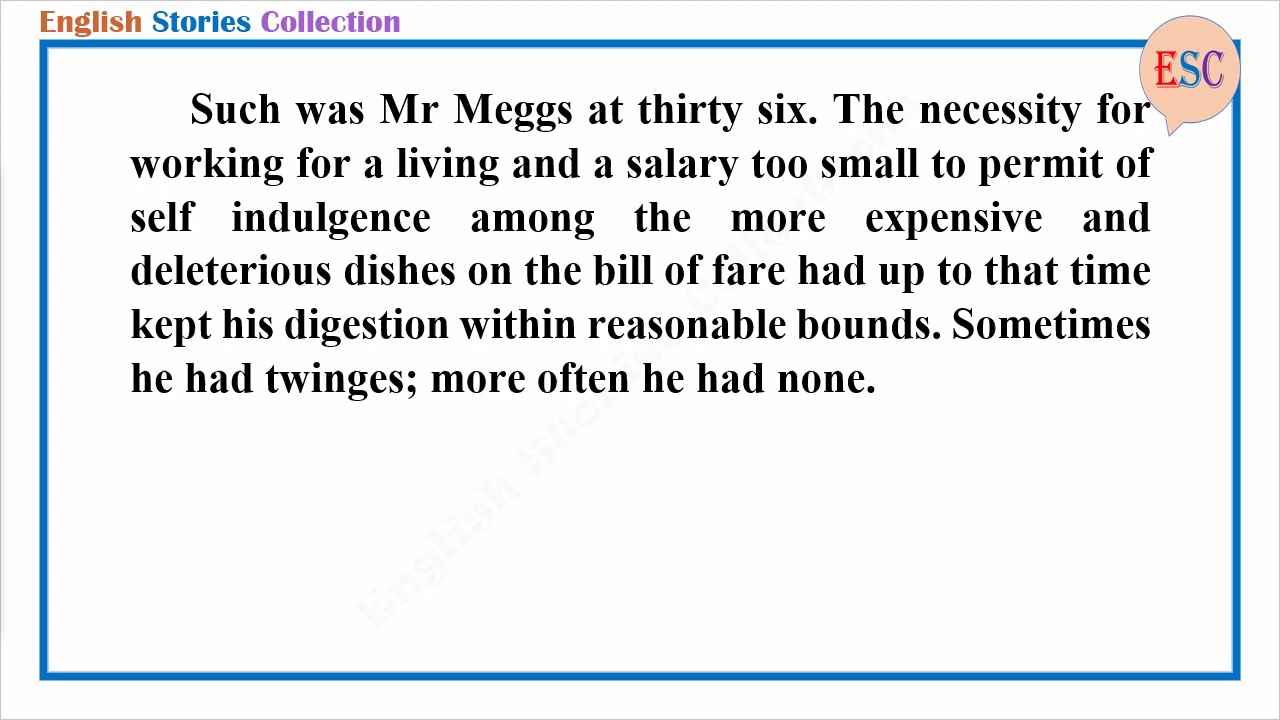 English Stories Collection
ESC
Such was Mr Meggs at thirty six. The necessity for
working for a living and a salary too small to permit of
self indulgence among the more expensive and
deleterious dishes on the bill of fare had up to that time
kept his digestion within reasonable bounds. Sometimes
he had twinges; more often he had none.
English Stories Collection